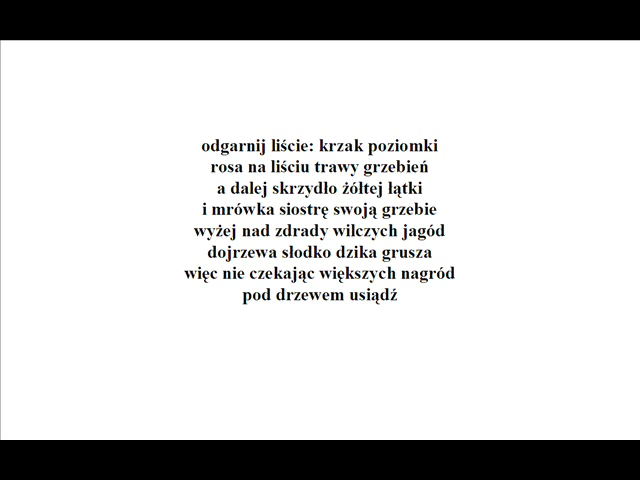 odgarnij liście: krzak poziomki
rosa na liściu trawy grzebień
a dalej skrzydło żółtej łątki
i mrówka siostrę swoją grzebie
wyżej nad zdrady wilczych jagód
dojrzewa słodko dzika grusza
więc nie czekając większych nagród
pod drzewem usiądź